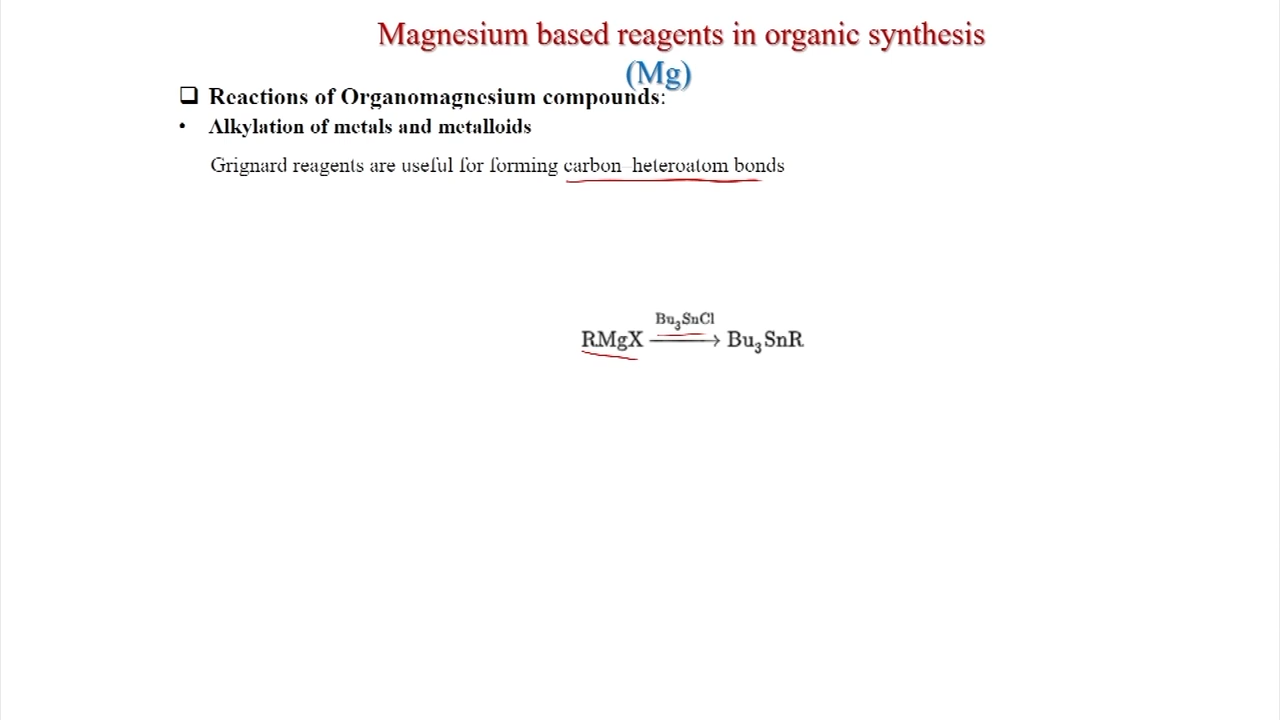 Magnesium based reagents in organic synthesis
(Mg)
❑ Reactions of Organomagnesium compounds:
• Alkylation of metals and metalloids
Grignard reagents are useful for forming carbon–heteroatom bonds
Bu₃SnCl
RMgX ⟶ Bu₃SnR